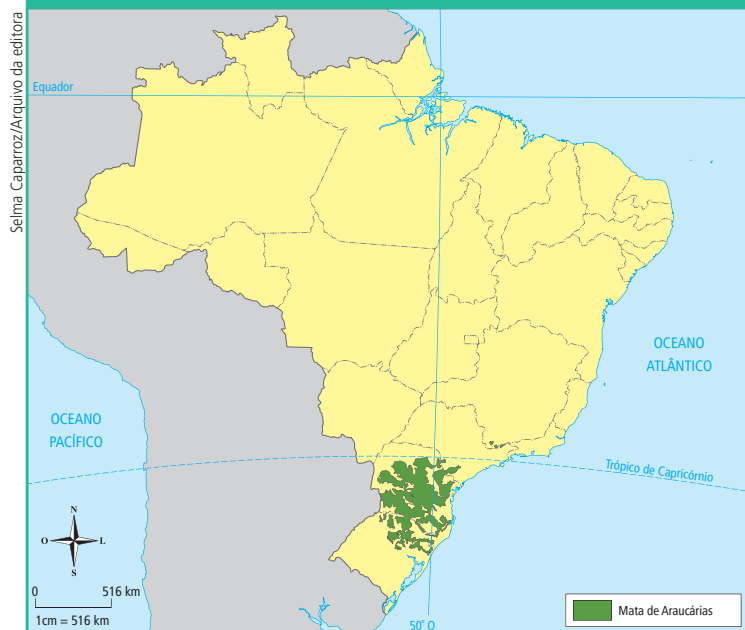 Selma Caparroz/Arquivo da editora
Equador
OCEANO
ATLÂNTICO
OCEANO
PACÍFICO
Trópico de Capricórnio
N
O
L
S
0 516 km
1cm = 516 km
50° O
Mata de Araucárias